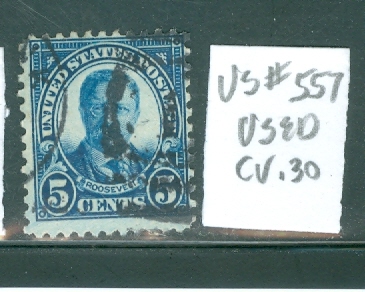 UNITED STATES POSTAGE
ROOSEVELT
5 CENTS 5
US# 557
USED
CV .30